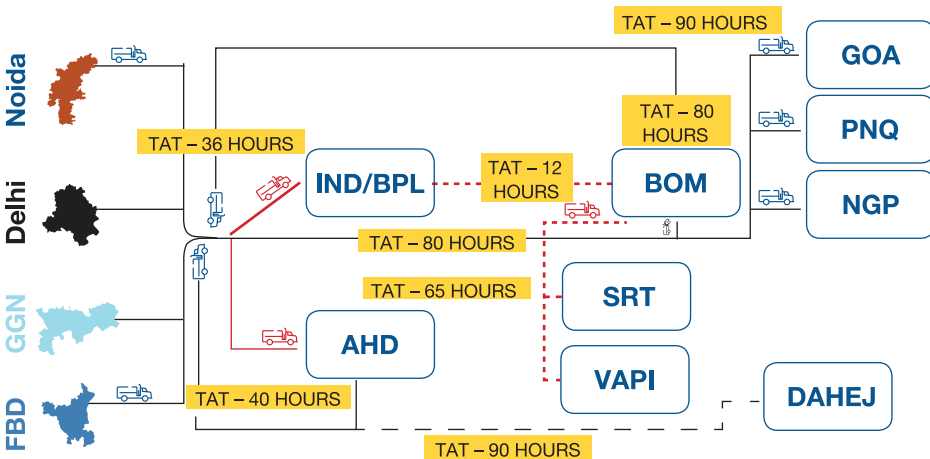 TAT – 90 HOURS
GOA
Noida
TAT – 80
HOURS
PNQ
TAT – 36 HOURS
IND/BPL
TAT – 12
HOURS
BOM
NGP
Delhi
TAT – 80 HOURS
TAT – 65 HOURS
SRT
GGN
AHD
VAPI
TAT – 40 HOURS
DAHEJ
FBD
TAT – 90 HOURS